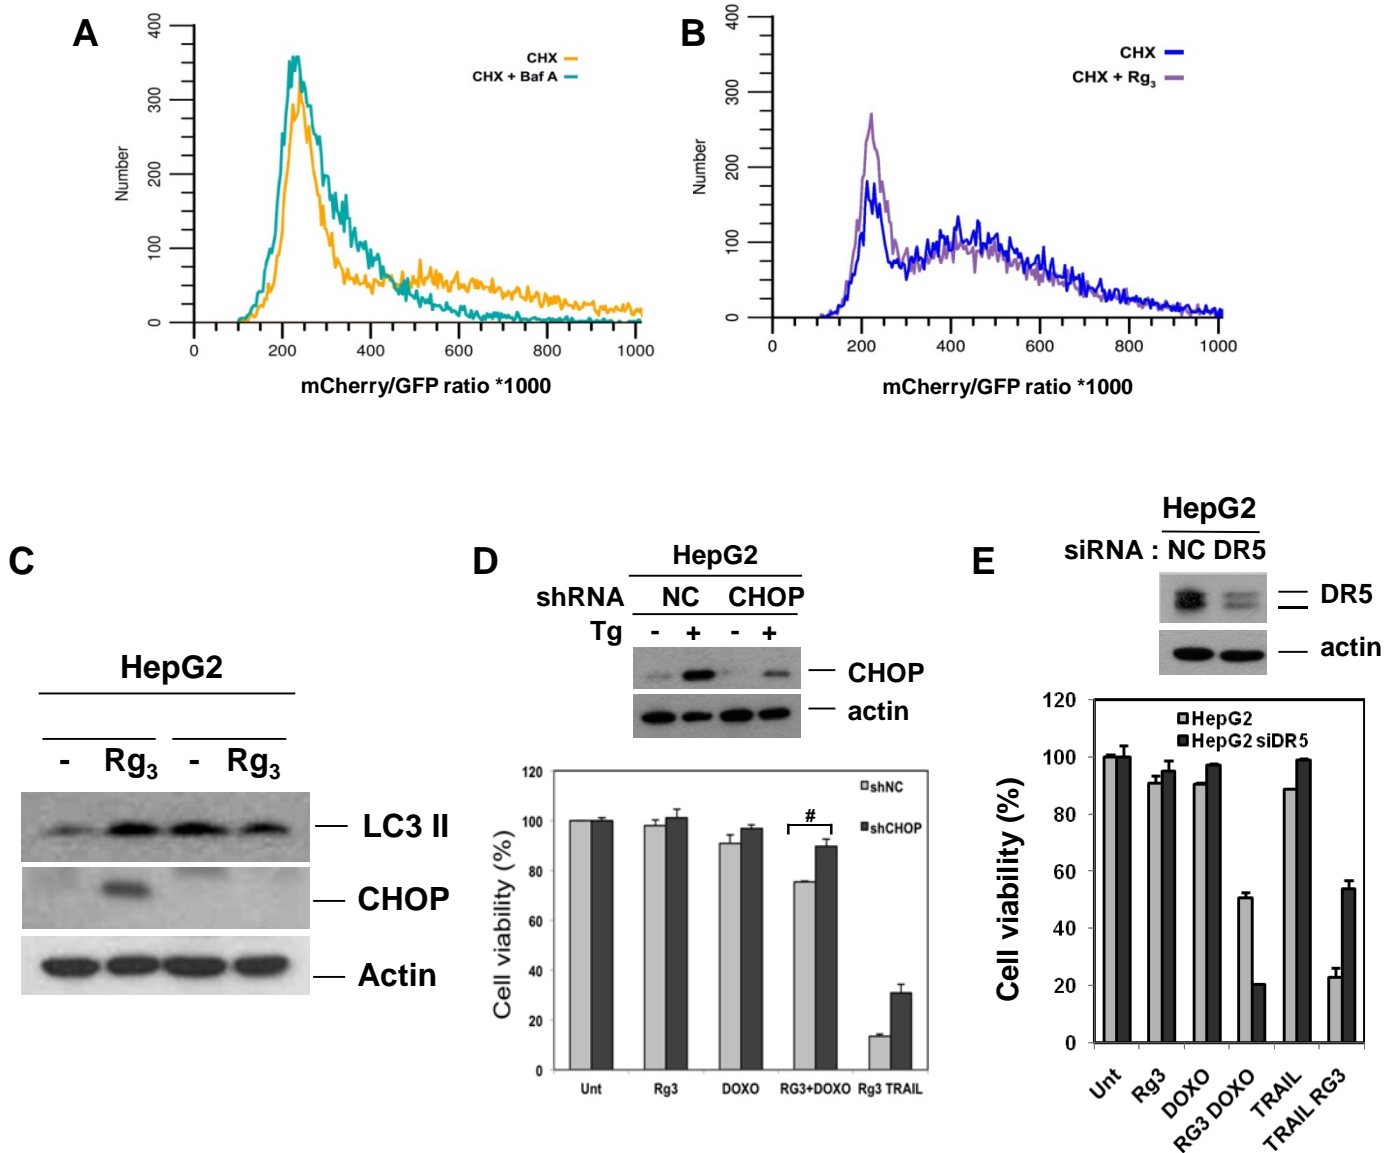 A
400
300
200
100
0
Number
CHX
CHX + Baf A
0 200 400 600 800 1000
mCherry/GFP ratio *1000
B
400
300
200
100
0
Number
CHX
CHX + Rg3
0 200 400 600 800 1000
mCherry/GFP ratio *1000
C
HepG2
- Rg3 - Rg3
LC3 II
CHOP
Actin
D
HepG2
shRNA NC CHOP
Tg - + - +
CHOP
actin
120
100
80
60
40
20
0
Cell viability (%)
shNC
shCHOP
#
Unt Rg3 DOXO RG3+DOXO Rg3 TRAIL
E
HepG2
siRNA : NC DR5
DR5
actin
120
100
80
60
40
20
0
Cell viability (%)
HepG2
HepG2 siDR5
Unt
Rg3
DOXO
RG3 DOXO
TRAIL
TRAIL RG3